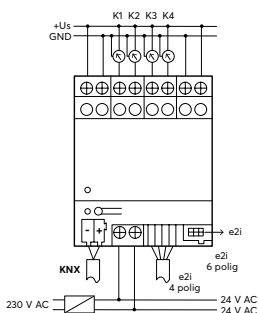 K1 K2 K3 K4
+Us
GND
- +
e2i
KNX
e2i
4 polig
e2i
6 polig
230 V AC
24 V AC
24 V AC